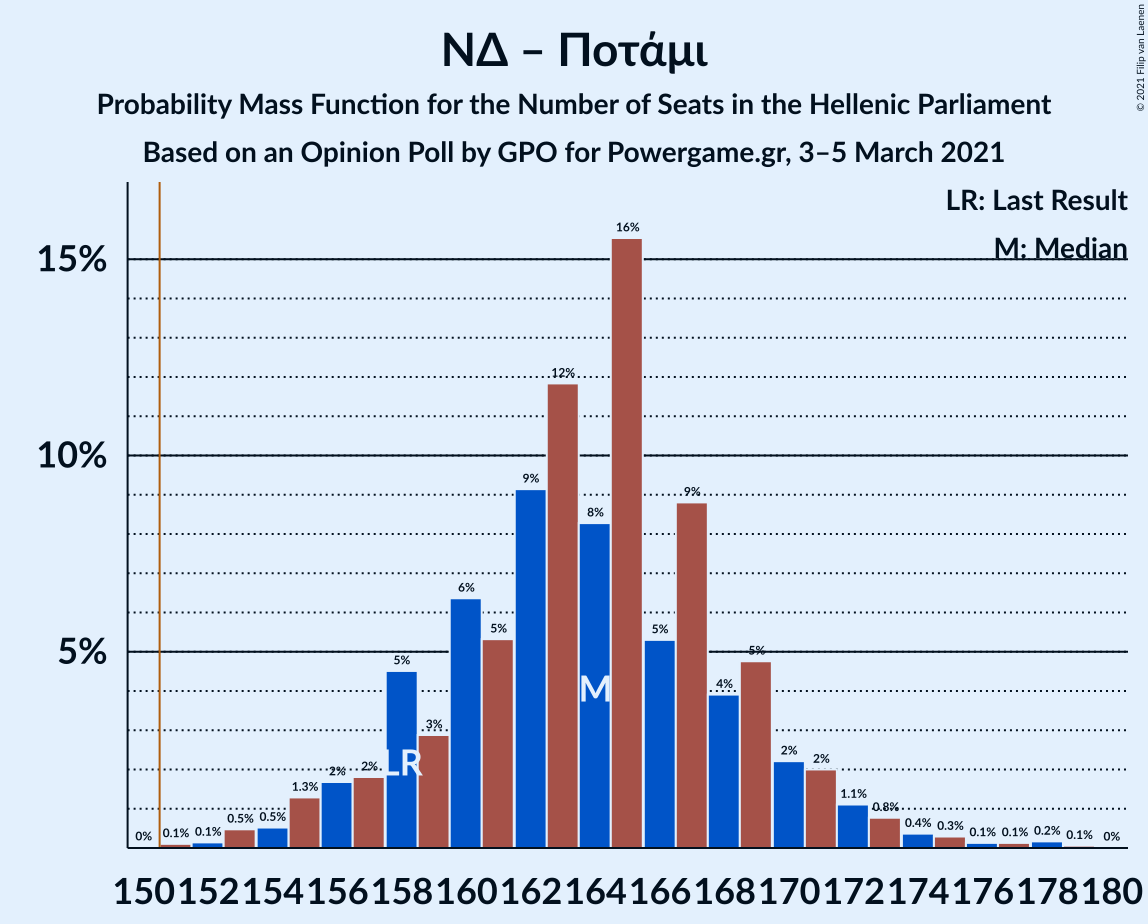 ΝΔ – Ποτάμι
Probability Mass Function for the Number of Seats in the Hellenic Parliament
Based on an Opinion Poll by GPO for Powergame.gr, 3–5 March 2021
© 2021 Filip van Laenen
LR: Last Result
M: Median
15%
10%
5%
0% 0.1% 0.1% 0.5% 0.5% 1.3% 2% 2% 5% 3% 6% 5% 9% 12% 8% 16% 5% 9% 4% 5% 2% 2% 1.1% 0.8% 0.4% 0.3% 0.1% 0.1% 0.2% 0.1% 0%
LR
M
150 152 154 156 158 160 162 164 166 168 170 172 174 176 178 180